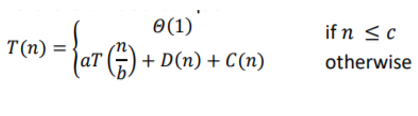 T(n) = { Θ(1) if n ≤ c
aT(n/b) + D(n) + C(n) otherwise